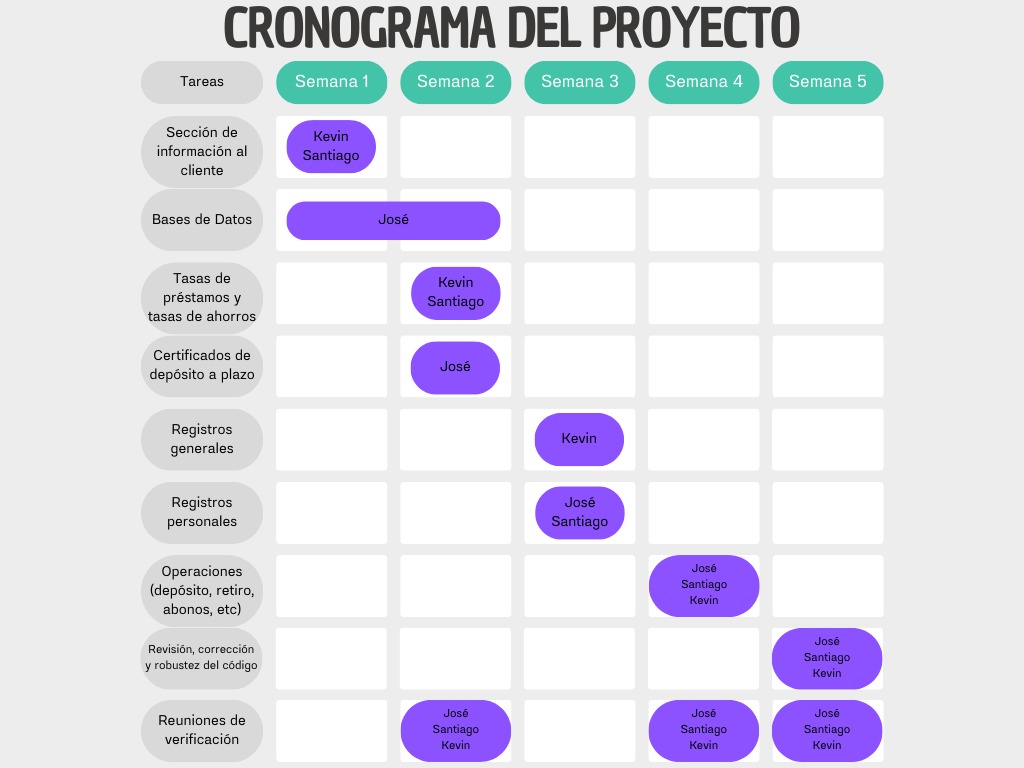 CRONOGRAMA DEL PROYECTO
Tareas
Semana 1
Semana 2
Semana 3
Semana 4
Semana 5
Sección de
información al
cliente
Kevin
Santiago
Bases de Datos
José
Tasas de
préstamos y
tasas de ahorros
Kevin
Santiago
Certificados de
depósito a plazo
José
Registros
generales
Kevin
Registros
personales
José
Santiago
Operaciones
(depósito, retiro,
abonos, etc)
José
Santiago
Kevin
Revisión, corrección
y robustez del código
José
Santiago
Kevin
Reuniones de
verificación
José
Santiago
Kevin
José
Santiago
Kevin
José
Santiago
Kevin